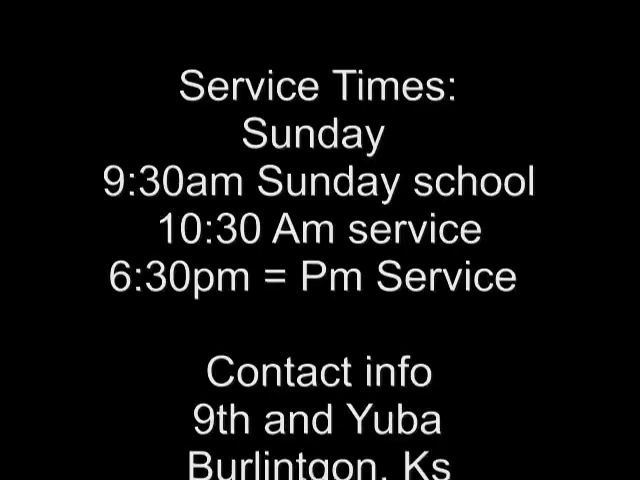 Service Times:
Sunday
9:30am Sunday school
10:30 Am service
6:30pm = Pm Service
Contact info
9th and Yuba
Burlintgon, Ks